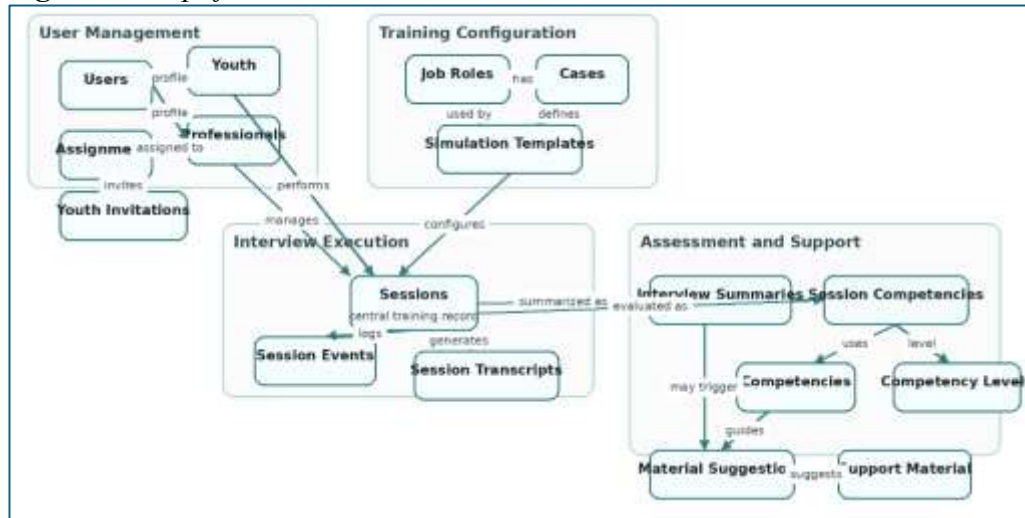 User Management
Users
profile
Youth
profile
Professionals
Assignme
assigned to
invites
Youth Invitations
Training Configuration
Job Roles
has
Cases
used by
defines
Simulation Templates
performs
manages
configures
Interview Execution
Sessions
central training record
logs
generates
Session Events
Session Transcripts
summarized as
evaluated as
Assessment and Support
Interview Summaries
Session Competencies
uses
level
may trigger
Competencies
Competency Level
guides
Material Suggestio
suggests
upport Material